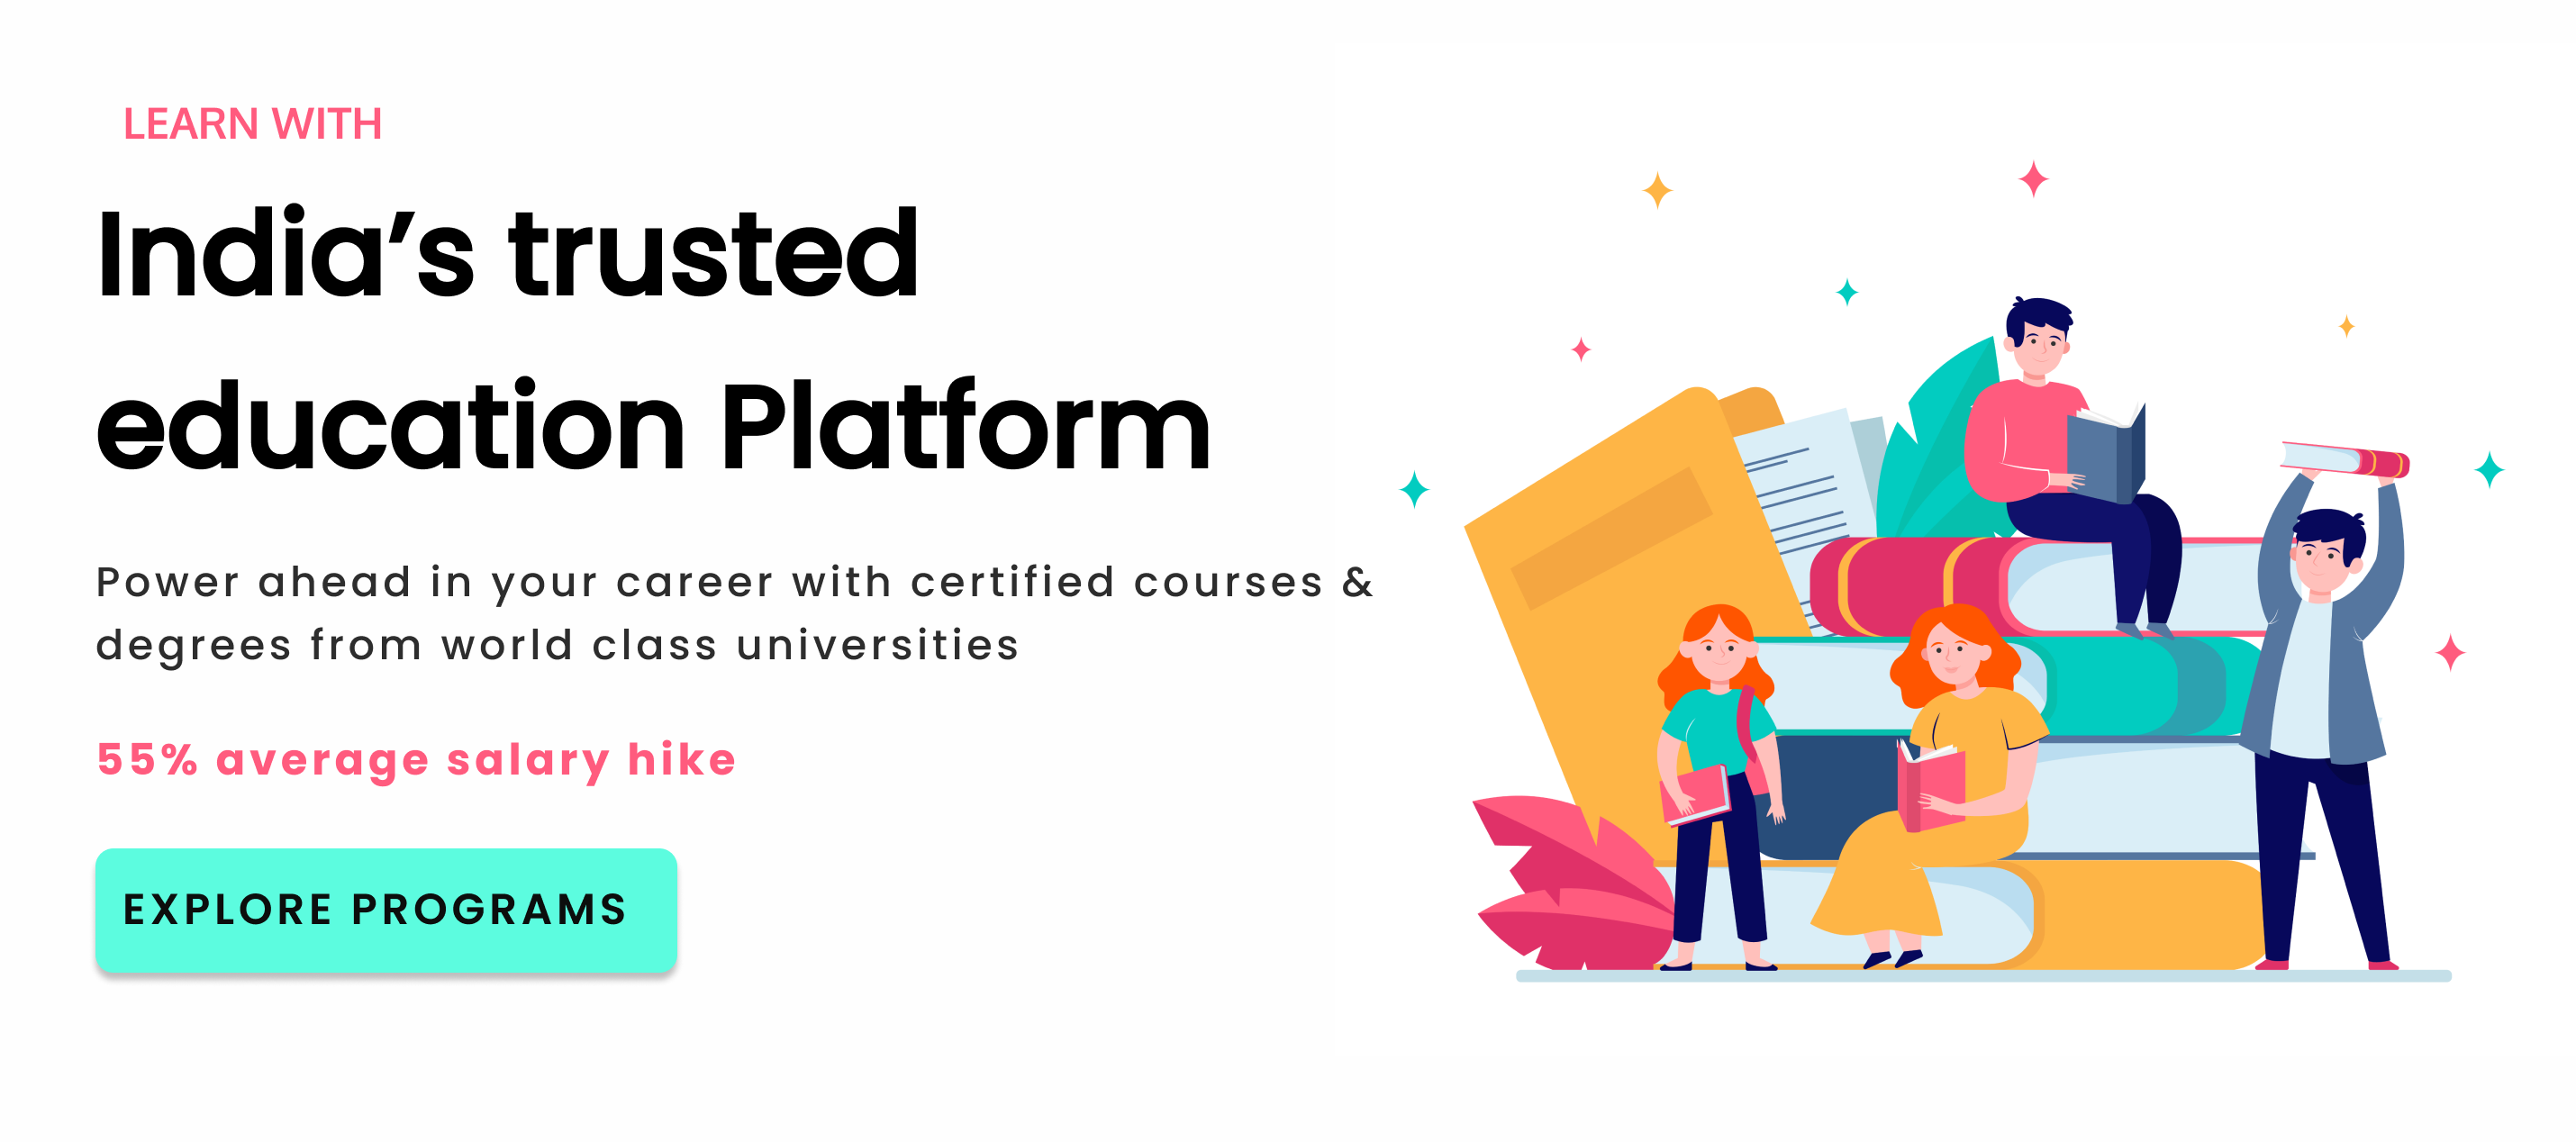 LEARN WITH
India’s trusted
education Platform
Power ahead in your career with certified courses &
degrees from world class universities
55% average salary hike
EXPLORE PROGRAMS